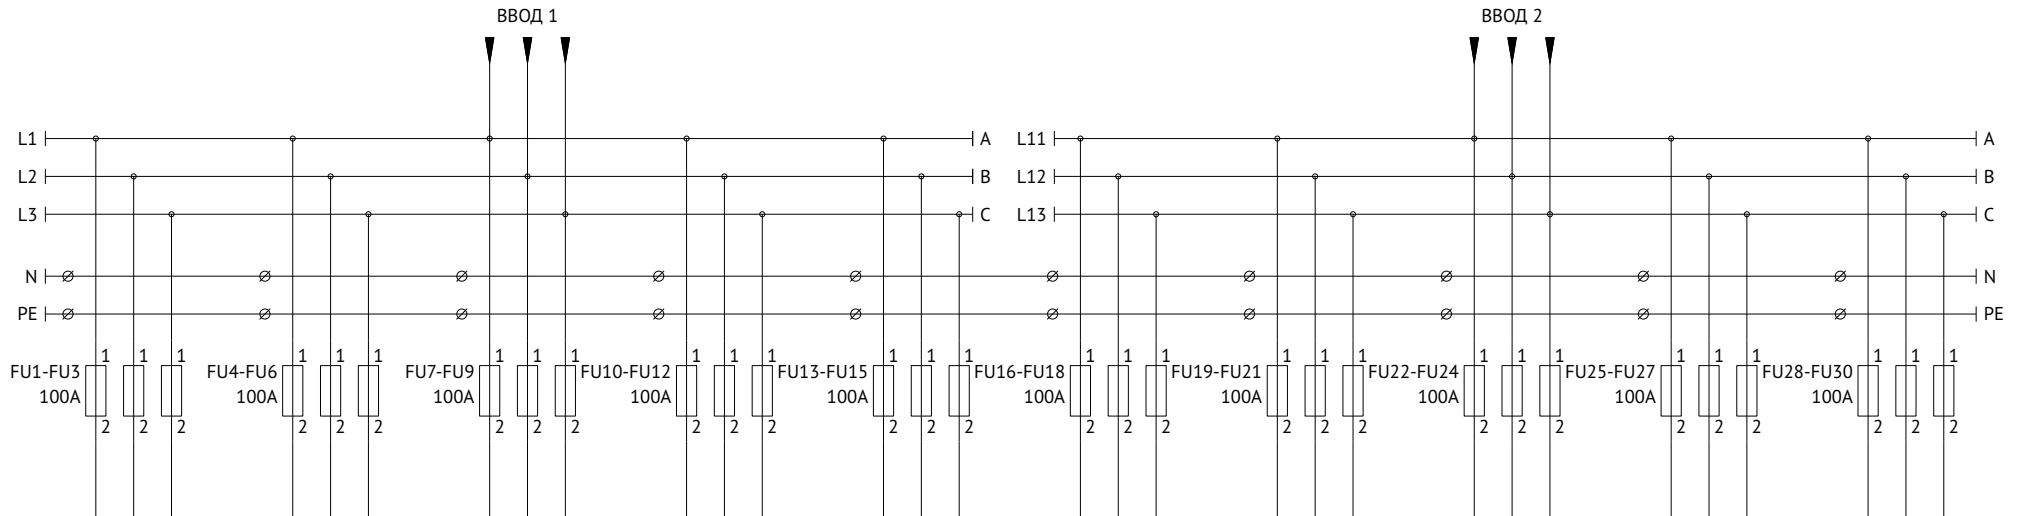 ВВОД 1 ВВОД 2
L1 A L11 A
L2 B L12 B
L3 C L13 C
N N
PE PE
1 1 1 1 1 1 1 1 1 1 1 1 1 1 1 1 1 1 1 1 1 1 1 1 1 1 1 1 1 1
FU1-FU3 FU4-FU6 FU7-FU9 FU10-FU12 FU13-FU15 FU16-FU18 FU19-FU21 FU22-FU24 FU25-FU27 FU28-FU30
100A 100A 100A 100A 100A 100A 100A 100A 100A 100A
2 2 2 2 2 2 2 2 2 2 2 2 2 2 2 2 2 2 2 2 2 2 2 2 2 2 2 2 2 2